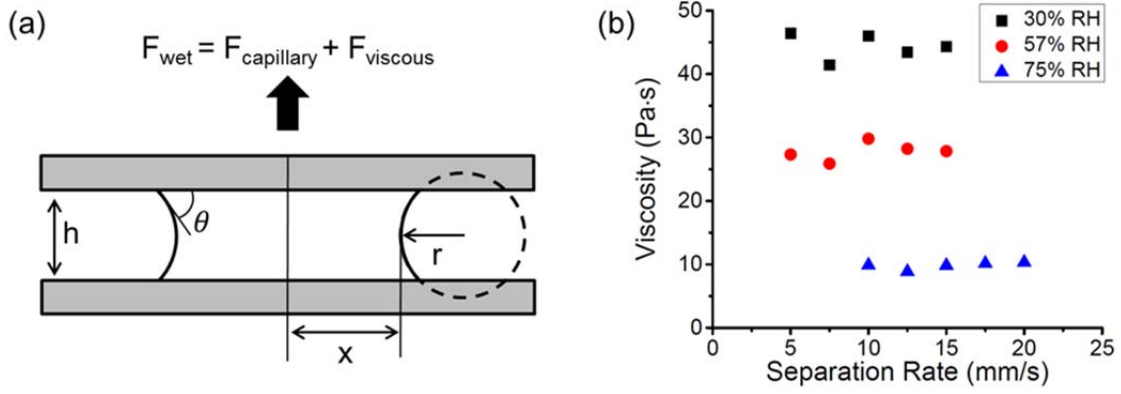 (a)
F_wet = F_capillary + F_viscous
h
θ
r
x
(b)
Viscosity (Pa·s)
50
40
30
20
10
0
30% RH
57% RH
75% RH
0 5 10 15 20 25
Separation Rate (mm/s)